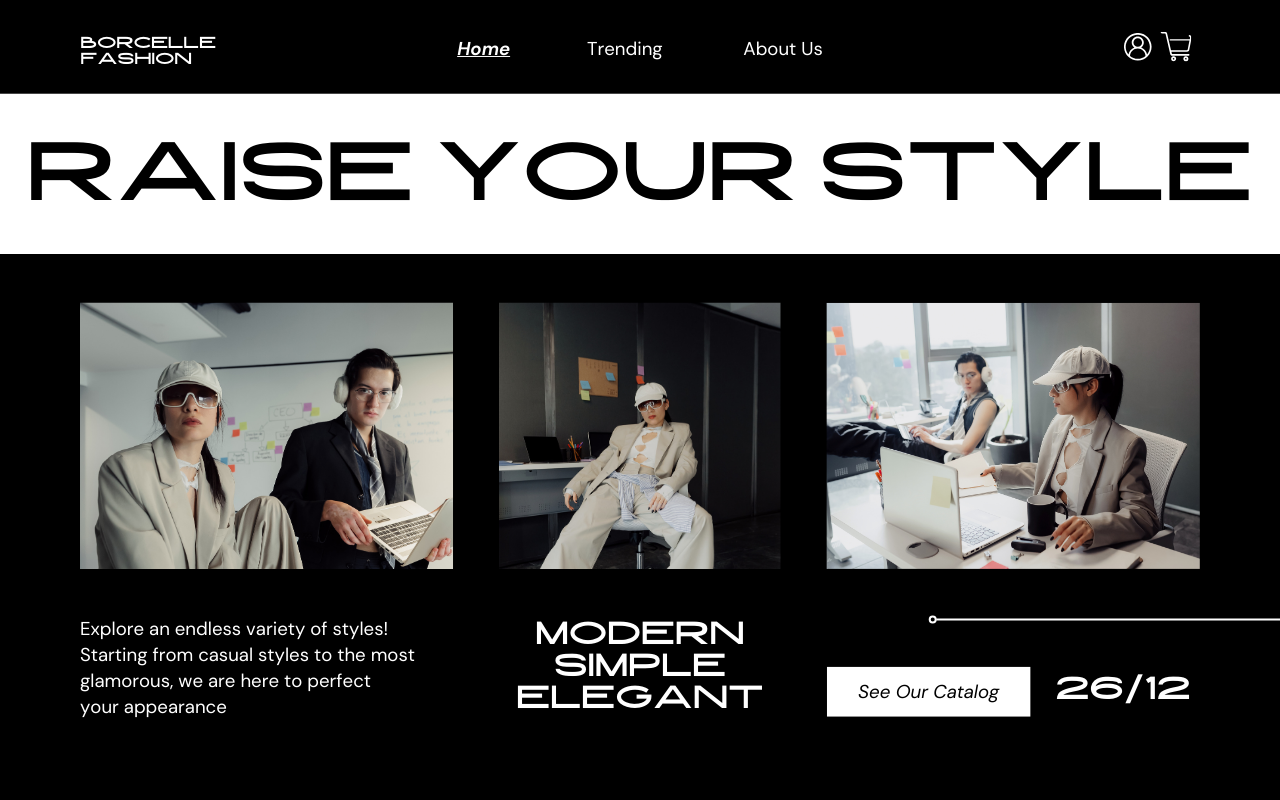 BORCELLE
FASHION
Home
Trending
About Us
RAISE YOUR STYLE
CEO
Explore an endless variety of styles!
Starting from casual styles to the most
glamorous, we are here to perfect
your appearance
MODERN
SIMPLE
ELEGANT
See Our Catalog
26/12